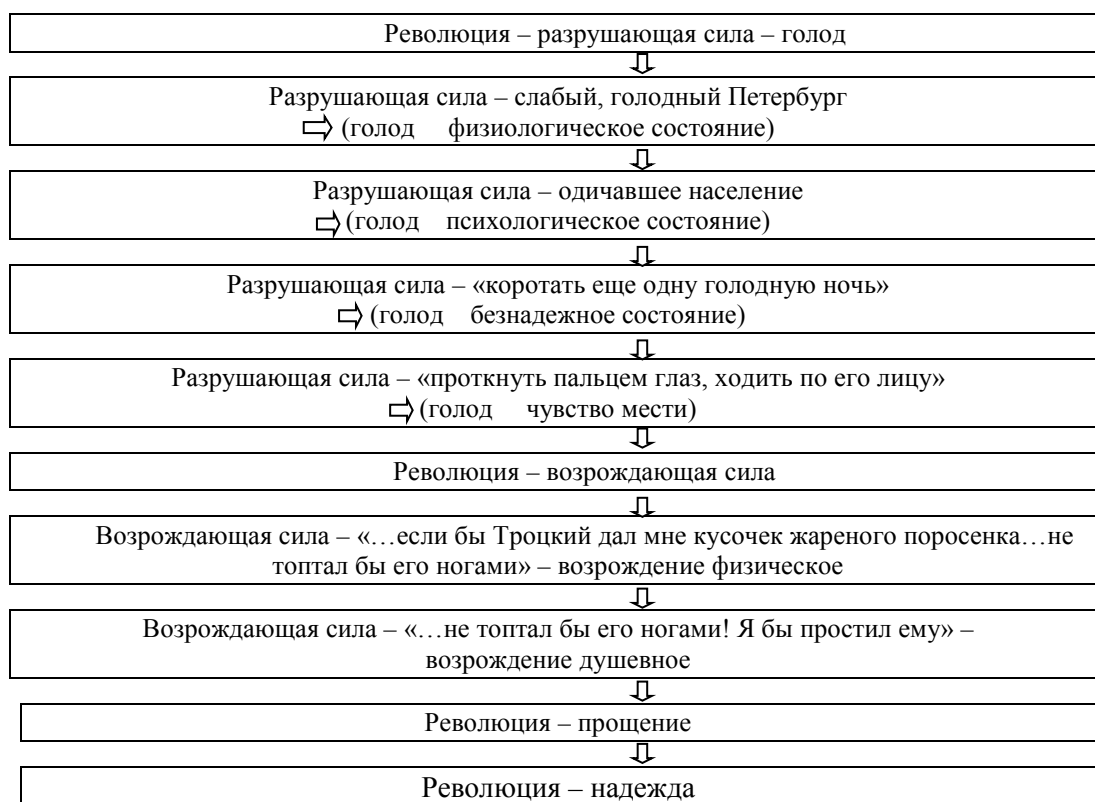 Революция – разрушающая сила – голод
Разрушающая сила – слабый, голодный Петербург
(голод физиологическое состояние)
Разрушающая сила – одичавшее население
(голод психологическое состояние)
Разрушающая сила – «коротать еще одну голодную ночь»
(голод безнадежное состояние)
Разрушающая сила – «проткнуть пальцем глаз, ходить по его лицу»
(голод чувство мести)
Революция – возрождающая сила
Возрождающая сила – «…если бы Троцкий дал мне кусочек жареного поросенка…не
топтал бы его ногами» – возрождение физическое
Возрождающая сила – «…не топтал бы его ногами! Я бы простил ему» –
возрождение душевное
Революция – прощение
Революция – надежда